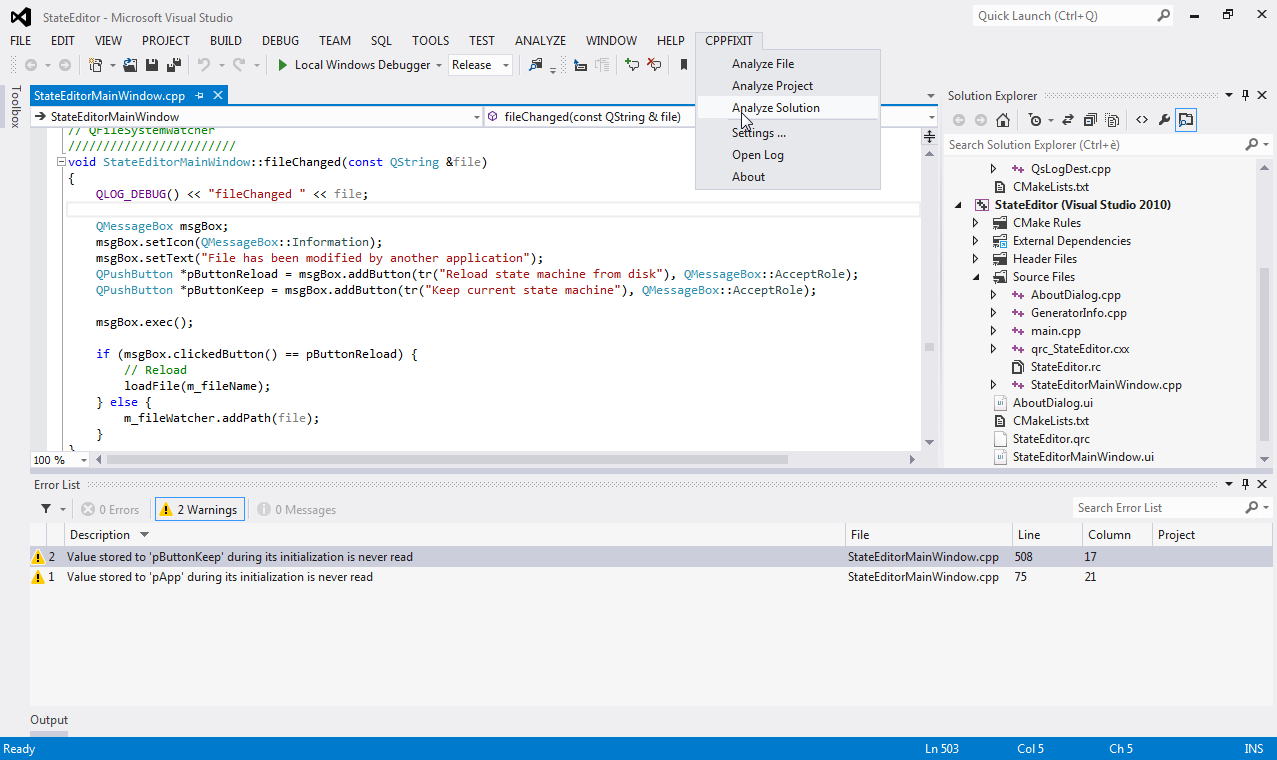 StateEditor - Microsoft Visual Studio
Quick Launch (Ctrl+Q)
FILE EDIT VIEW PROJECT BUILD DEBUG TEAM SQL TOOLS TEST ANALYZE WINDOW HELP CPPFIXIT
Local Windows Debugger Release
Analyze File
Analyze Project
Analyze Solution
Settings ...
Open Log
About
Toolbox
StateEditorMainWindow.cpp
StateEditorMainWindow fileChanged(const QString & file)
// QFileSystemWatcher
////////////////////////
void StateEditorMainWindow::fileChanged(const QString &file)
{
QLOG_DEBUG() << "fileChanged " << file;
QMessageBox msgBox;
msgBox.setIcon(QMessageBox::Information);
msgBox.setText("File has been modified by another application");
QPushButton *pButtonReload = msgBox.addButton(tr("Reload state machine from disk"), QMessageBox::AcceptRole);
QPushButton *pButtonKeep = msgBox.addButton(tr("Keep current state machine"), QMessageBox::AcceptRole);
msgBox.exec();
if (msgBox.clickedButton() == pButtonReload) {
// Reload
loadFile(m_fileName);
} else {
m_fileWatcher.addPath(file);
}
}
100 %
Solution Explorer
Search Solution Explorer (Ctrl+è)
QsLogDest.cpp
CMakeLists.txt
StateEditor (Visual Studio 2010)
CMake Rules
External Dependencies
Header Files
Source Files
AboutDialog.cpp
GeneratorInfo.cpp
main.cpp
qrc_StateEditor.cxx
StateEditor.rc
StateEditorMainWindow.cpp
AboutDialog.ui
CMakeLists.txt
StateEditor.qrc
StateEditorMainWindow.ui
Error List
0 Errors 2 Warnings 0 Messages
Search Error List
Description File Line Column Project
2 Value stored to 'pButtonKeep' during its initialization is never read StateEditorMainWindow.cpp 508 17
1 Value stored to 'pApp' during its initialization is never read StateEditorMainWindow.cpp 75 21
Output
Ready Ln 503 Col 5 Ch 5 INS